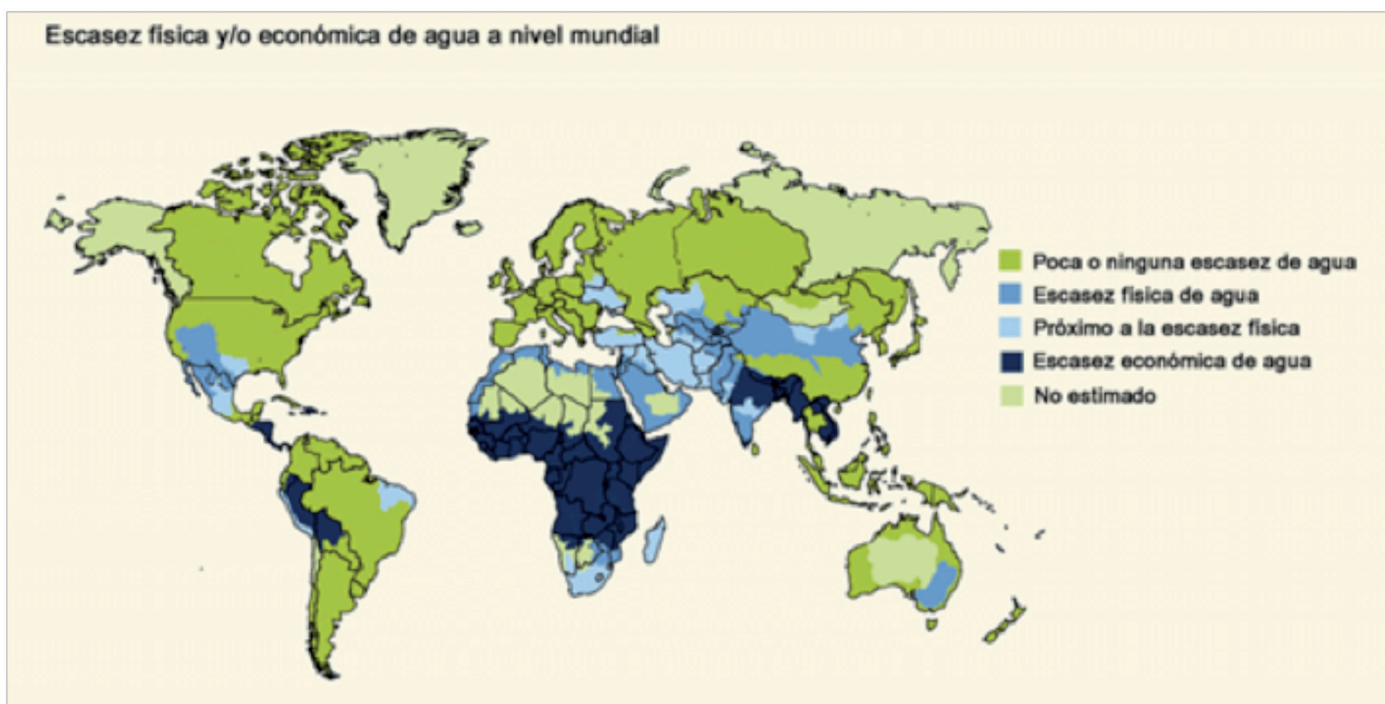 Escasez física y/o económica de agua a nivel mundial
Poca o ninguna escasez de agua
Escasez física de agua
Próximo a la escasez física
Escasez económica de agua
No estimado